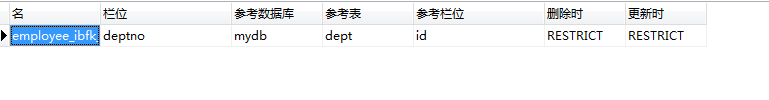 名 栏位 参考数据库 参考表 参考栏位 删除时 更新时
employee_ibfk_ deptno mydb dept id RESTRICT RESTRICT